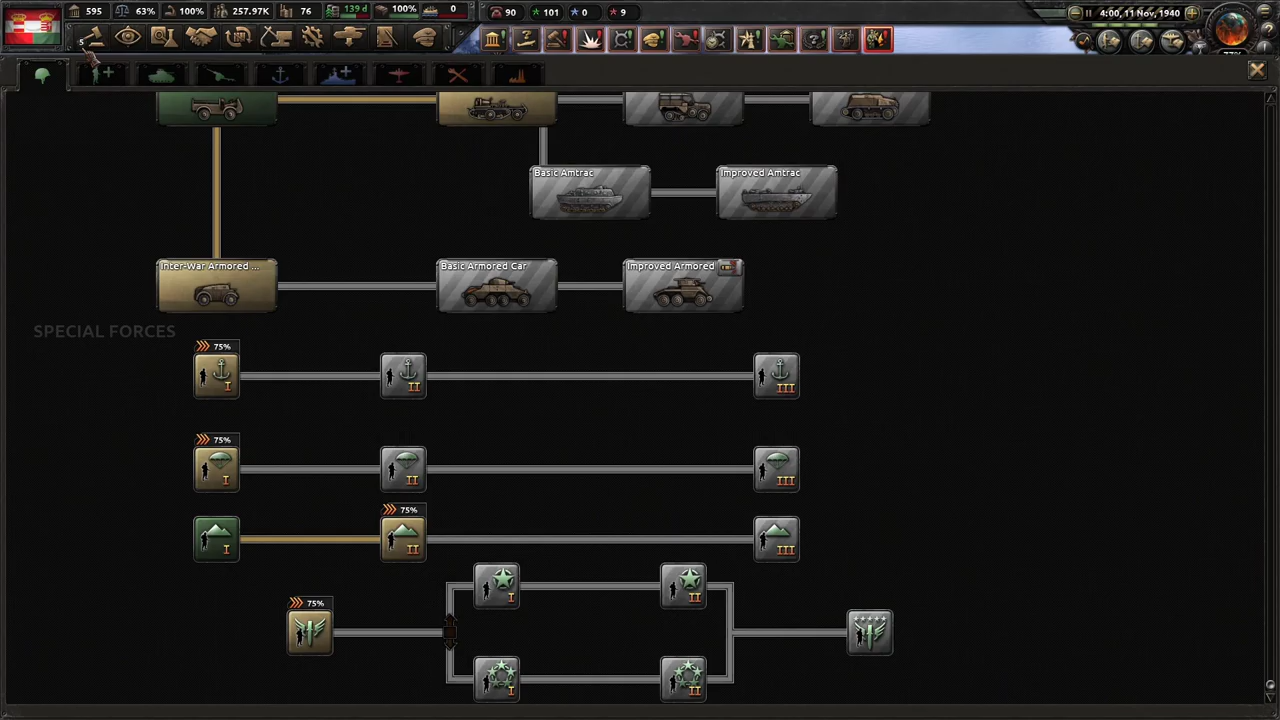 595 63% 100% 257.97K 76 139 d 100% 0 90 101 0 9 4:00, 11 Nov, 1940
5
77%
Basic Amtrac Improved Amtrac
Inter-War Armored ... Basic Armored Car Improved Armored
SPECIAL FORCES
75%
I II III
75%
I II III
75%
I II III
I II
75%
I II